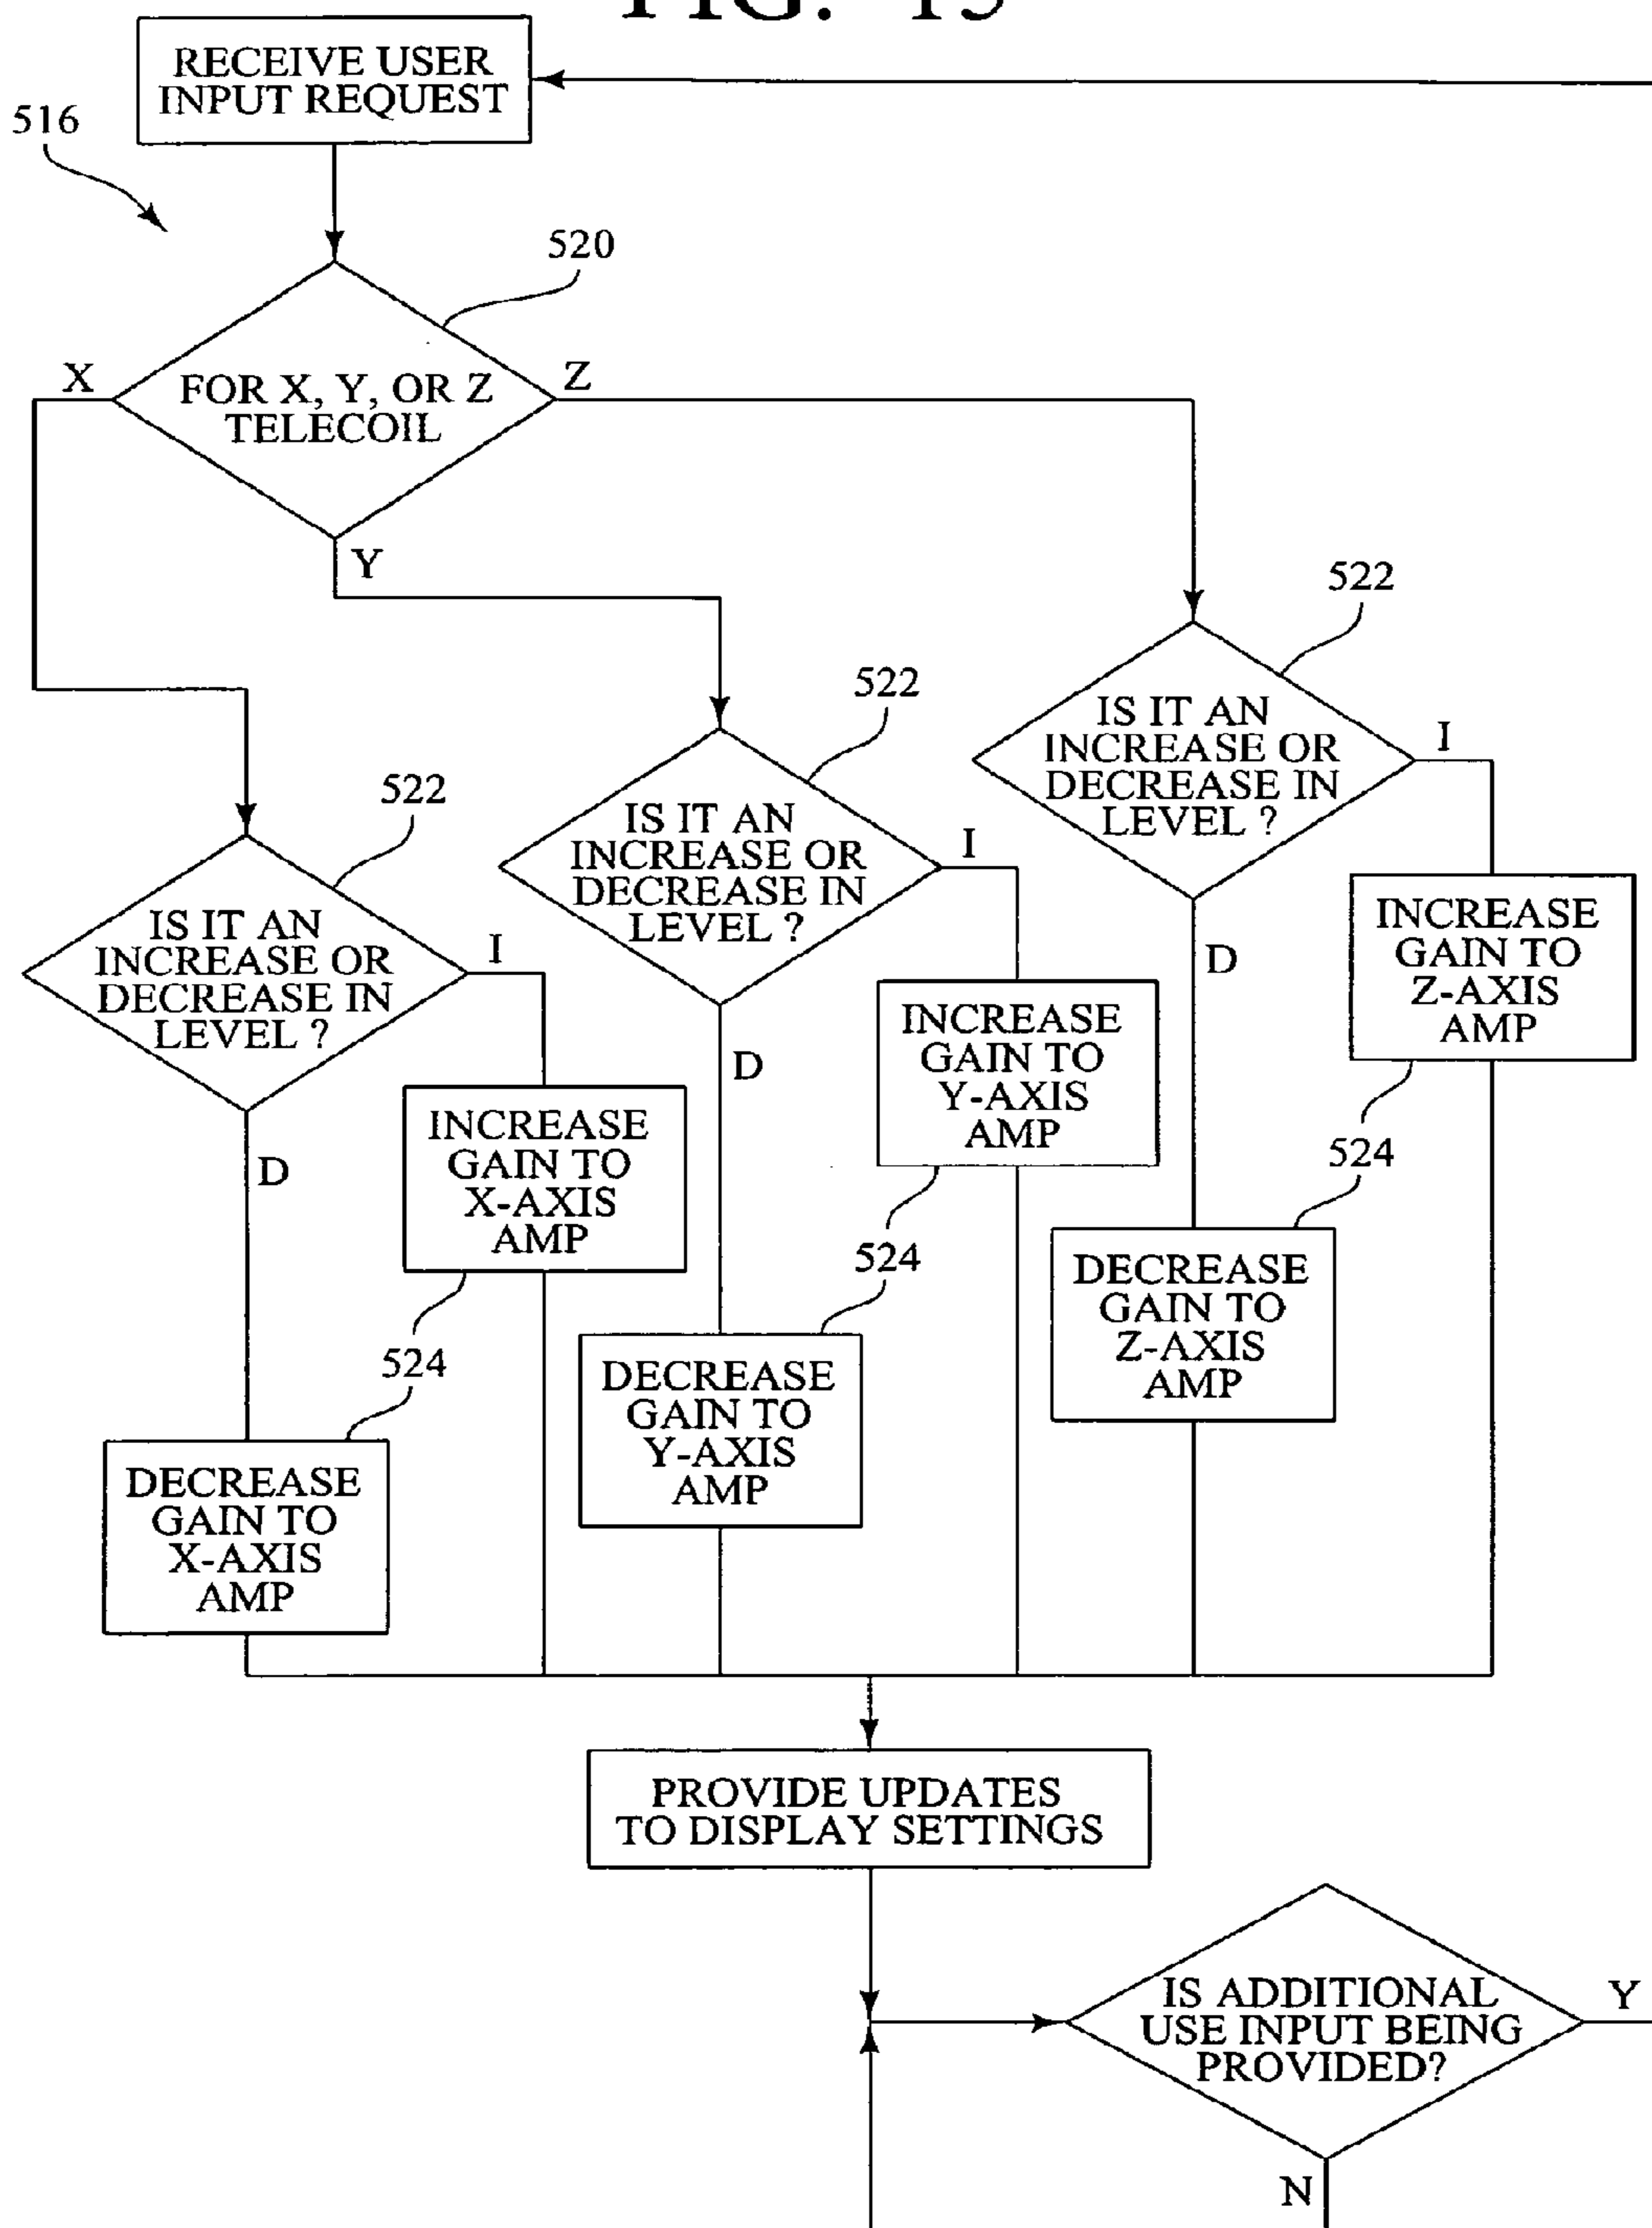 FIG. 15
RECEIVE USER
INPUT REQUEST
516
520
X
FOR X, Y, OR Z
TELECOIL
Z
Y
522
IS IT AN
INCREASE OR
DECREASE IN
LEVEL ?
I
D
522
IS IT AN
INCREASE OR
DECREASE IN
LEVEL ?
I
D
522
IS IT AN
INCREASE OR
DECREASE IN
LEVEL ?
I
D
INCREASE
GAIN TO
X-AXIS
AMP
524
DECREASE
GAIN TO
X-AXIS
AMP
INCREASE
GAIN TO
Y-AXIS
AMP
524
DECREASE
GAIN TO
Y-AXIS
AMP
INCREASE
GAIN TO
Z-AXIS
AMP
524
DECREASE
GAIN TO
Z-AXIS
AMP
PROVIDE UPDATES
TO DISPLAY SETTINGS
IS ADDITIONAL
USE INPUT BEING
PROVIDED?
Y
N